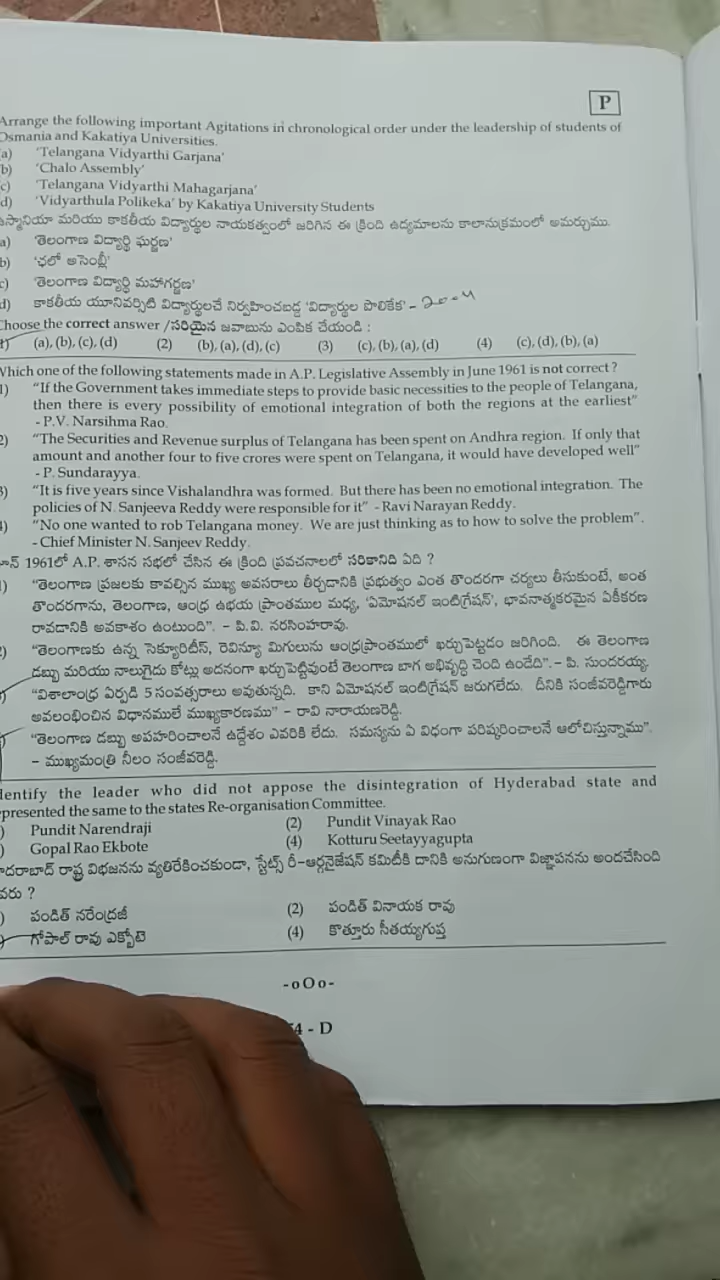 P
Arrange the following important Agitations in chronological order under the leadership of students of
Osmania and Kakatiya Universities.
a) 'Telangana Vidyarthi Garjana'
b) 'Chalo Assembly'
c) 'Telangana Vidyarthi Mahagarjana'
d) 'Vidyarthula Polikeka' by Kakatiya University Students
ఉస్మానియా మరియు కాకతీయ విద్యార్థుల నాయకత్వంలో జరిగిన ఈ క్రింది ఉద్యమాలను కాలానుక్రమంలో అమర్చుము.
a) 'తెలంగాణ విద్యార్థి ఘర్జణ'
b) 'ఛలో అసెంబ్లీ'
c) 'తెలంగాణ విద్యార్థి మహాగర్జణ'
d) కాకతీయ యూనివర్సిటి విద్యార్థులచే నిర్వహించబడ్డ 'విద్యార్థుల పొలికేక' - 2004
Choose the correct answer / సరియైన జవాబును ఎంపిక చేయండి :
1) (a), (b), (c), (d) (2) (b), (a), (d), (c) (3) (c), (b), (a), (d) (4) (c), (d), (b), (a)
Which one of the following statements made in A.P. Legislative Assembly in June 1961 is not correct ?
1) "If the Government takes immediate steps to provide basic necessities to the people of Telangana,
then there is every possibility of emotional integration of both the regions at the earliest"
- P.V. Narsihma Rao.
2) "The Securities and Revenue surplus of Telangana has been spent on Andhra region. If only that
amount and another four to five crores were spent on Telangana, it would have developed well"
- P. Sundarayya.
3) "It is five years since Vishalandhra was formed. But there has been no emotional integration. The
policies of N. Sanjeeva Reddy were responsible for it" - Ravi Narayan Reddy.
4) "No one wanted to rob Telangana money. We are just thinking as to how to solve the problem".
- Chief Minister N. Sanjeev Reddy.
జూన్ 1961లో A.P. శాసన సభలో చేసిన ఈ క్రింది ప్రవచనాలలో సరికానిది ఏది ?
1) "తెలంగాణ ప్రజలకు కావల్సిన ముఖ్య అవసరాలు తీర్చడానికి ప్రభుత్వం ఎంత తొందరగా చర్యలు తీసుకుంటే, అంత
తొందరగాను, తెలంగాణ, ఆంధ్ర ఉభయ ప్రాంతముల మధ్య, 'ఏమోషనల్ ఇంటిగ్రేషన్', భావనాత్మకరమైన ఏకీకరణ
రావడానికి అవకాశం ఉంటుంది". - పి.వి. నరసింహరావు.
2) "తెలంగాణకు ఉన్న సెక్యూరిటీస్, రెవిన్యూ మిగులును ఆంధ్రప్రాంతములో ఖర్చుపెట్టడం జరిగింది. ఈ తెలంగాణ
డబ్బు మరియు నాలుగైదు కోట్లు అదనంగా ఖర్చుపెట్టివుంటే తెలంగాణ బాగ అభివృద్ధి చెంది ఉండేది". - పి. సుందరయ్య.
"విశాలాంధ్ర ఏర్పడి 5 సంవత్సరాలు అవుతున్నది. కాని ఏమోషనల్ ఇంటిగ్రేషన్ జరుగలేదు. దీనికి సంజీవరెడ్డిగారు
అవలంభించిన విధానములే ముఖ్యకారణము" - రావి నారాయణరెడ్డి.
"తెలంగాణ డబ్బు అపహరించాలనే ఉద్దేశం ఎవరికి లేదు. సమస్యను ఏ విధంగా పరిష్కరించాలనే ఆలోచిస్తున్నాము".
- ముఖ్యమంత్రి నీలం సంజీవరెడ్డి.
Identify the leader who did not appose the disintegration of Hyderabad state and
presented the same to the states Re-organisation Committee.
) Pundit Narendraji (2) Pundit Vinayak Rao
) Gopal Rao Ekbote (4) Kotturu Seetayyagupta
హైదరాబాద్ రాష్ట్ర విభజనను వ్యతిరేకించకుండా, స్టేట్స్ రీ-ఆర్గనైజేషన్ కమిటీకి దానికి అనుగుణంగా విజ్ఞాపనను అందచేసింది
ఎవరు ?
) పండిత్ నరేంద్రజీ (2) పండిత్ వినాయక రావు
గోపాల్ రావు ఎక్బోటె (4) కొత్తూరు సీతయ్యగుప్త
-oOo-
4 - D